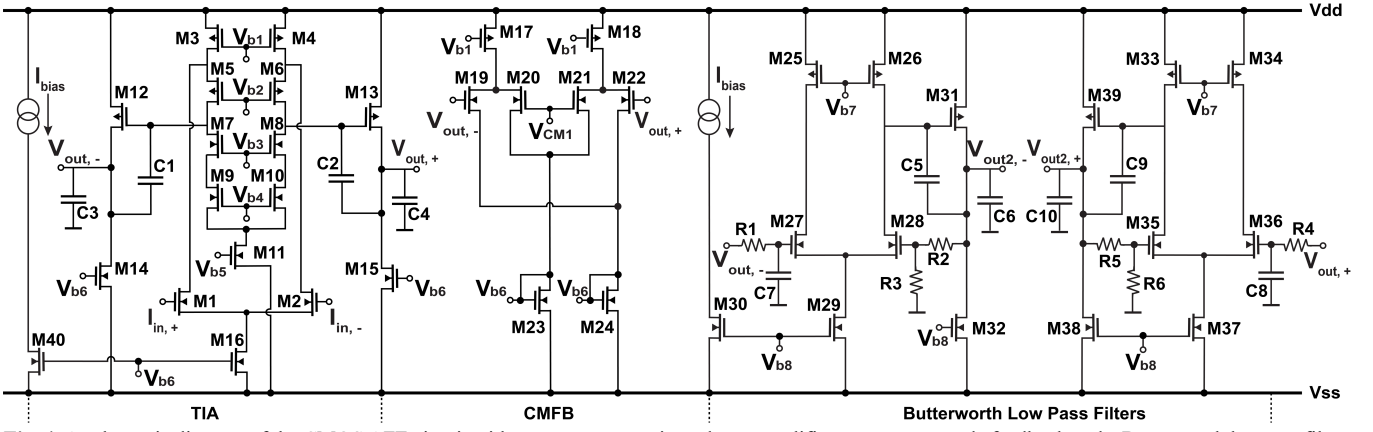 Vdd
M3
Vb1
M4
M17
Vb1
M18
Vb1
M25
M26
M33
M34
Ibias
M12
M5
M6
Vb2
M13
M19
M20
M21
M22
Ibias
Vb7
M31
M39
Vb7
Vout, -
M7
M8
Vb3
Vout, +
Vout, -
VCM1
Vout, +
Vout2, -
Vout2, +
C1
C2
C5
C9
M9
M10
Vb4
C3
C4
C6
C10
M11
Vb5
R1
M27
M28
R2
M35
R5
M36
R4
Vout, -
C7
R3
R6
C8
Vout, +
M14
Vb6
M15
Vb6
M1
M2
Iin, +
Iin, -
Vb6
Vb6
M23
M24
M30
M29
Vb8
M32
M38
M37
M40
M16
Vb6
Vb8
Vb8
Vss
TIA
CMFB
Butterworth Low Pass Filters